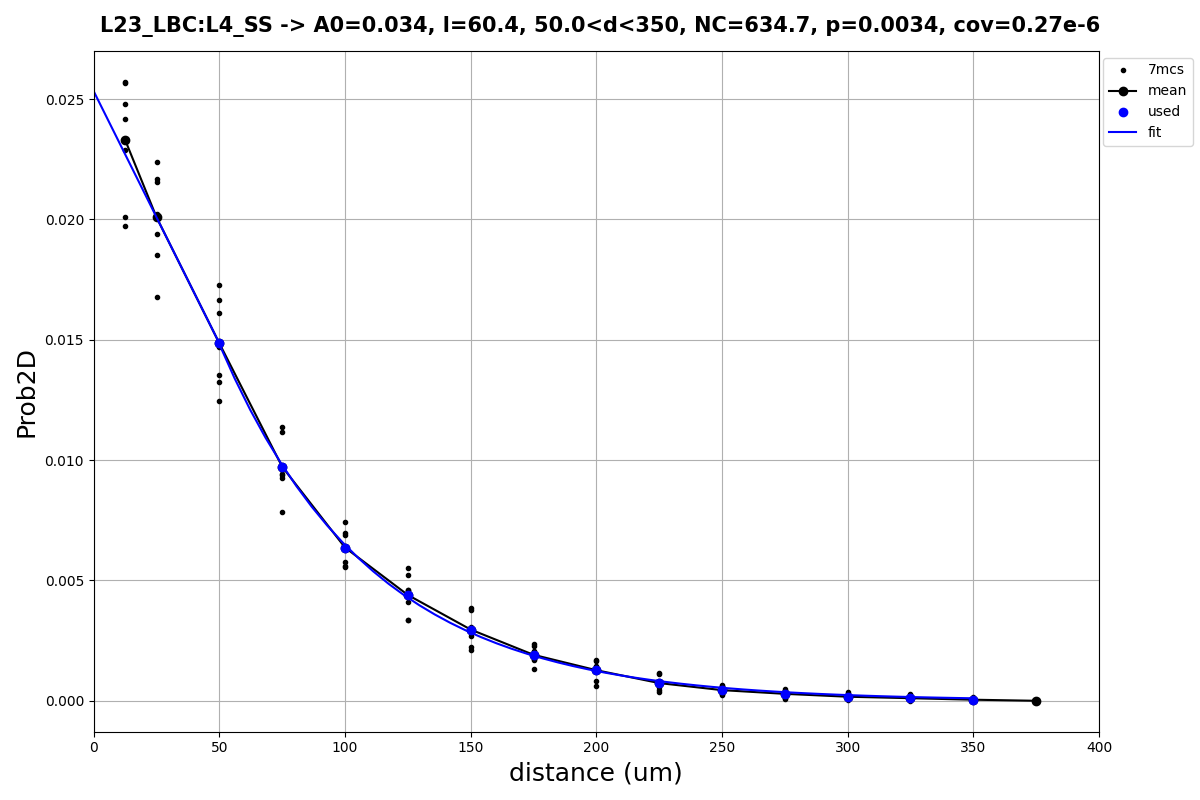 L23_LBC:L4_SS -> A0=0.034, l=60.4, 50.0<d<350, NC=634.7, p=0.0034, cov=0.27e-6
7mcs
mean
used
fit
0.025
0.020
0.015
0.010
0.005
0.000
Prob2D
0 50 100 150 200 250 300 350 400
distance (um)